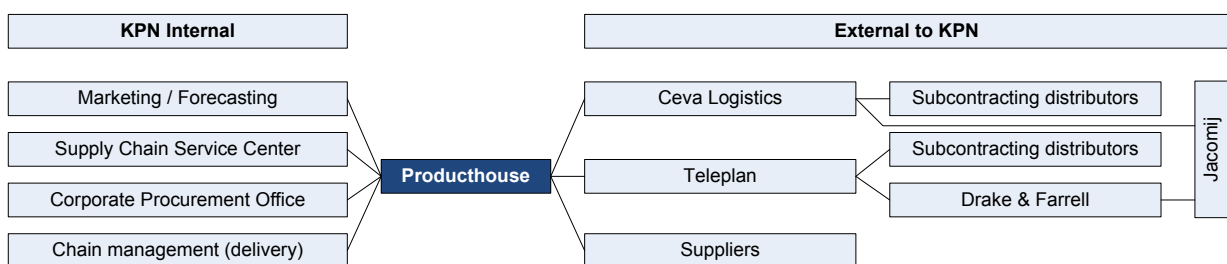 KPN Internal
External to KPN
Marketing / Forecasting
Supply Chain Service Center
Corporate Procurement Office
Chain management (delivery)
Producthouse
Ceva Logistics
Teleplan
Suppliers
Subcontracting distributors
Subcontracting distributors
Drake & Farrell
Jacomij